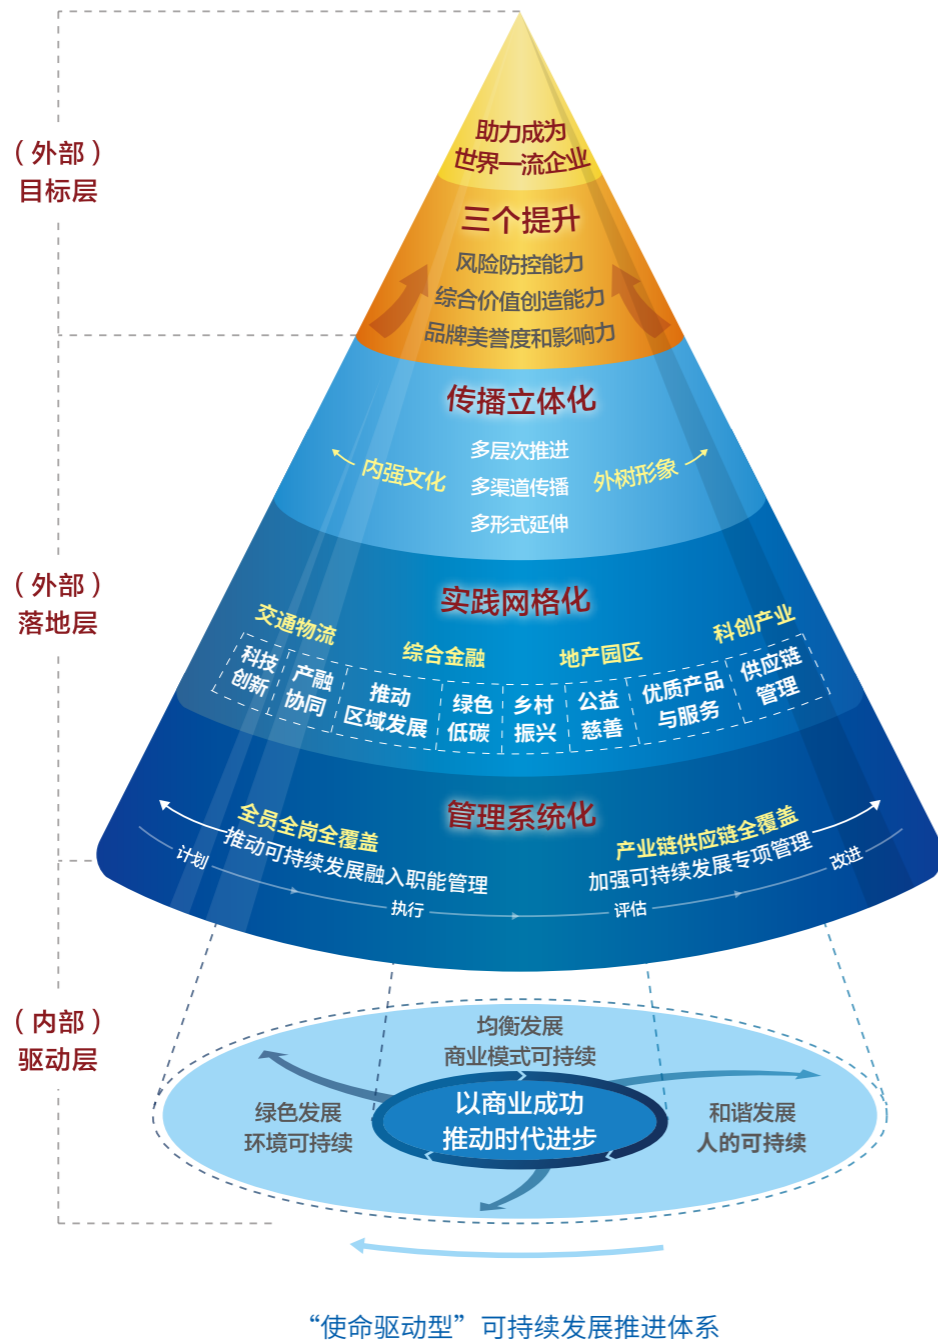 （外部）
目标层
助力成为
世界一流企业
三个提升
风险防控能力
综合价值创造能力
品牌美誉度和影响力
（外部）
落地层
传播立体化
内强文化
多层次推进
多渠道传播
多形式延伸
外树形象
实践网格化
交通物流
综合金融
地产园区
科创产业
科技
创新
产融
协同
推动
区域发展
绿色
低碳
乡村
振兴
公益
慈善
优质产品
与服务
供应链
管理
管理系统化
全员全岗全覆盖
推动可持续发展融入职能管理
产业链供应链全覆盖
加强可持续发展专项管理
计划
执行
评估
改进
（内部）
驱动层
均衡发展
商业模式可持续
绿色发展
环境可持续
以商业成功
推动时代进步
和谐发展
人的可持续
“使命驱动型”可持续发展推进体系